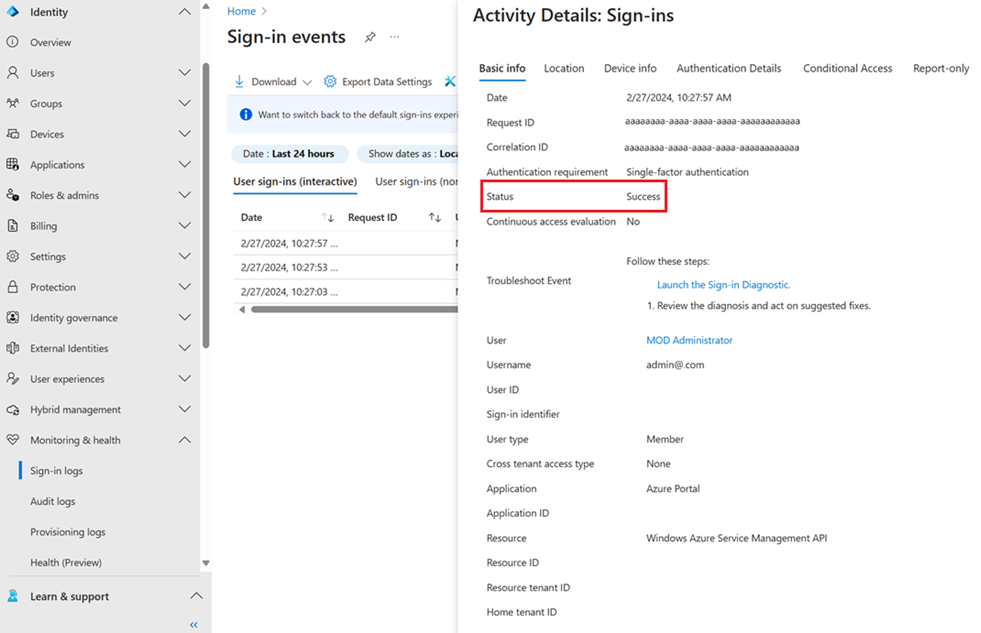 Identity
Overview
Users
Groups
Devices
Applications
Roles & admins
Billing
Settings
Protection
Identity governance
External Identities
User experiences
Hybrid management
Monitoring & health
Sign-in logs
Audit logs
Provisioning logs
Health (Preview)
Learn & support
Home
Sign-in events
Download
Export Data Settings
Want to switch back to the default sign-ins experi
Date : Last 24 hours
Show dates as : Loca
User sign-ins (interactive)
User sign-ins (nor
Date
Request ID
2/27/2024, 10:27:57 ...
2/27/2024, 10:27:53 ...
2/27/2024, 10:27:03 ...
Activity Details: Sign-ins
Basic info
Location
Device info
Authentication Details
Conditional Access
Report-only
Date 2/27/2024, 10:27:57 AM
Request ID aaaaaaaa-aaaa-aaaa-aaaa-aaaaaaaaaaaa
Correlation ID aaaaaaaa-aaaa-aaaa-aaaa-aaaaaaaaaaaa
Authentication requirement Single-factor authentication
Status Success
Continuous access evaluation No
Follow these steps:
Troubleshoot Event
Launch the Sign-in Diagnostic.
1. Review the diagnosis and act on suggested fixes.
User MOD Administrator
Username admin@.com
User ID
Sign-in identifier
User type Member
Cross tenant access type None
Application Azure Portal
Application ID
Resource Windows Azure Service Management API
Resource ID
Resource tenant ID
Home tenant ID